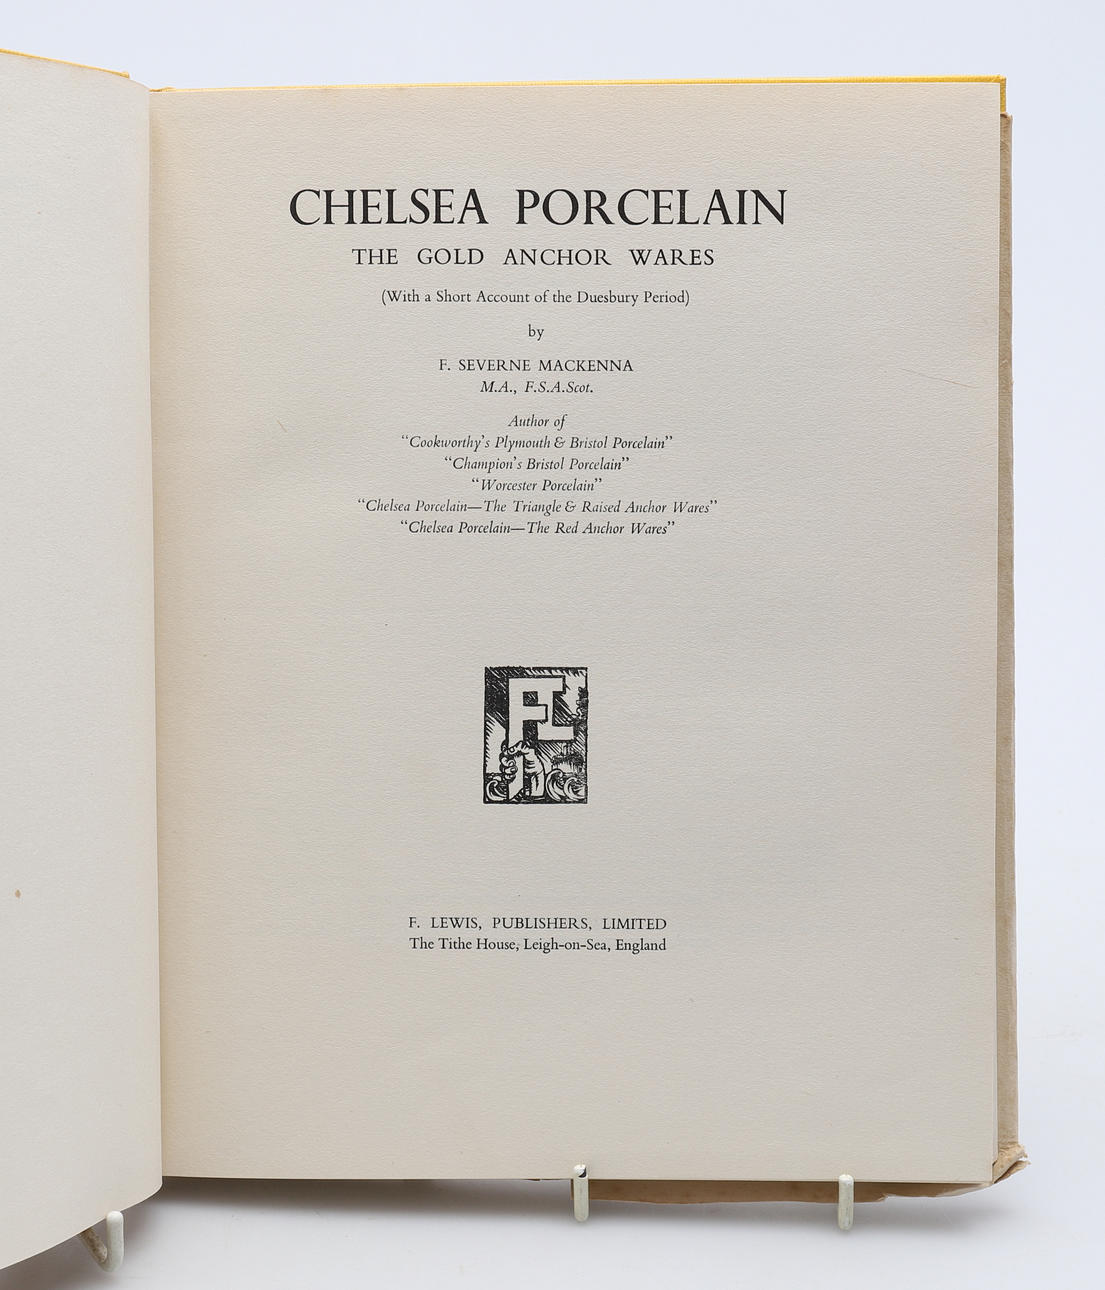 CHELSEA PORCELAIN
THE GOLD ANCHOR WARES
(With a Short Account of the Duesbury Period)
by
F. SEVERNE MACKENNA
M.A., F.S.A.Scot.
Author of
“Cookworthy's Plymouth & Bristol Porcelain”
“Champion's Bristol Porcelain”
“Worcester Porcelain”
“Chelsea Porcelain—The Triangle & Raised Anchor Wares”
“Chelsea Porcelain—The Red Anchor Wares”
FL
F. LEWIS, PUBLISHERS, LIMITED
The Tithe House, Leigh-on-Sea, England